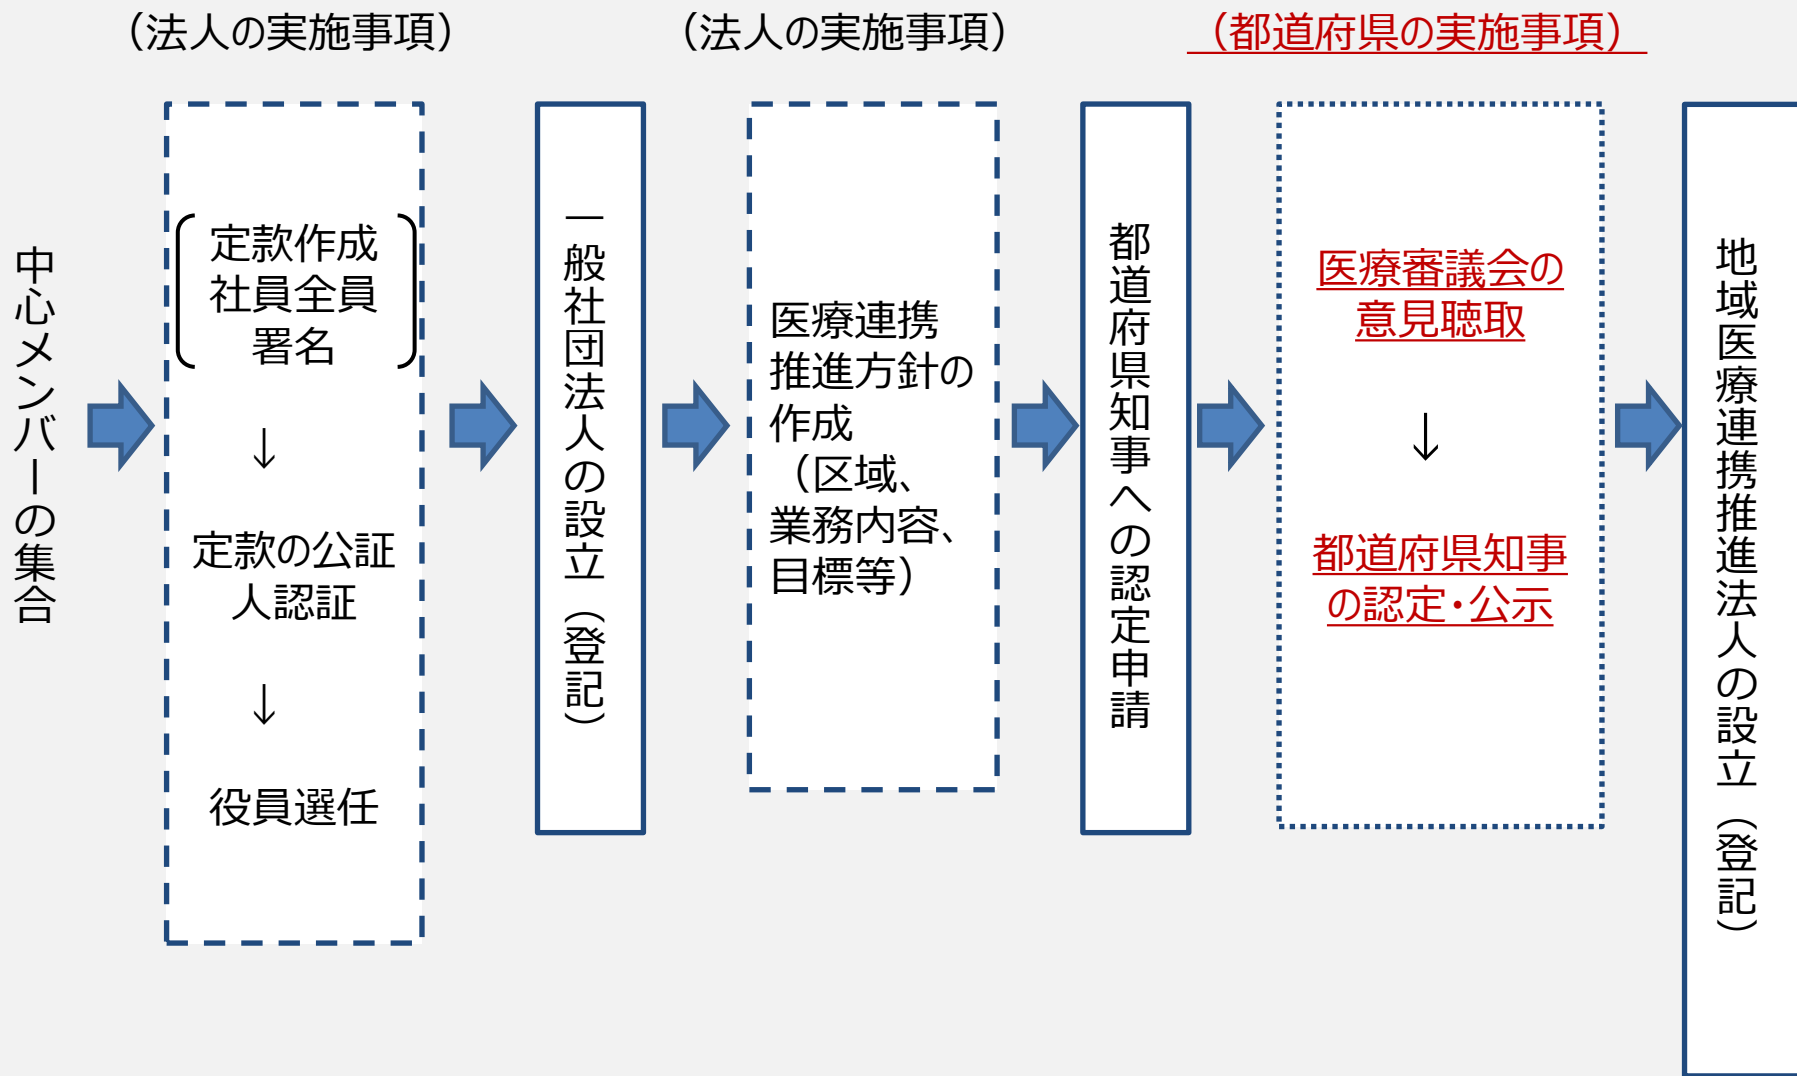 （法人の実施事項）
（法人の実施事項）
（都道府県の実施事項）
中心メンバーの集合
定款作成
社員全員
署名
↓
定款の公証
人認証
↓
役員選任
一般社団法人の設立（登記）
医療連携
推進方針の
作成
（区域、
業務内容、
目標等）
都道府県知事への認定申請
医療審議会の
意見聴取
↓
都道府県知事
の認定・公示
地域医療連携推進法人の設立（登記）